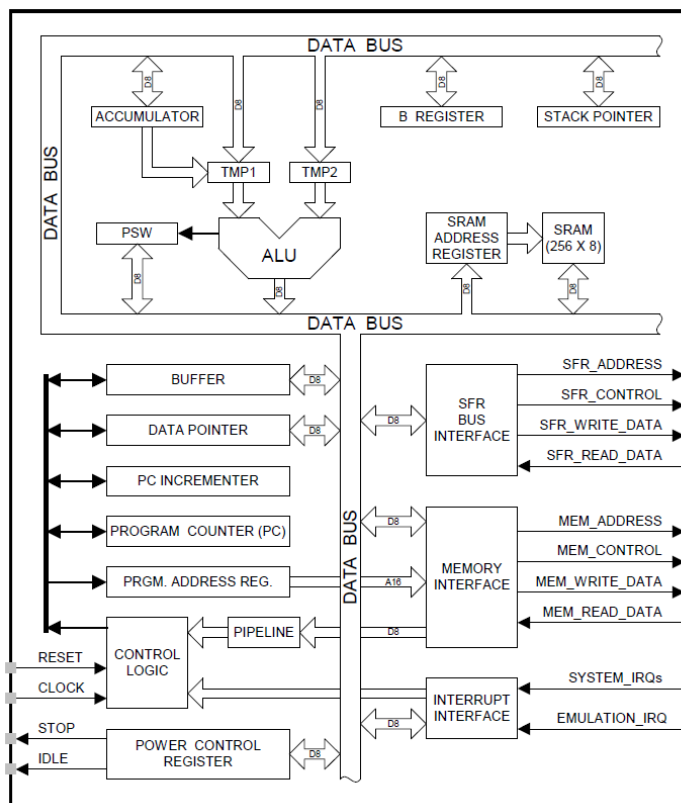 DATA BUS
D8
D8
D8
D8
D8
ACCUMULATOR
B REGISTER
STACK POINTER
DATA BUS
TMP1
TMP2
PSW
ALU
SRAM
ADDRESS
REGISTER
SRAM
(256 X 8)
D8
D8
D8
D8
DATA BUS
BUFFER
D8
DATA POINTER
D8
PC INCREMENTER
PROGRAM COUNTER (PC)
PRGM. ADDRESS REG.
A16
PIPELINE
D8
CONTROL
LOGIC
RESET
CLOCK
STOP
IDLE
POWER CONTROL
REGISTER
D8
DATA BUS
D8
SFR
BUS
INTERFACE
SFR_ADDRESS
SFR_CONTROL
SFR_WRITE_DATA
SFR_READ_DATA
D8
MEMORY
INTERFACE
MEM_ADDRESS
MEM_CONTROL
MEM_WRITE_DATA
MEM_READ_DATA
INTERRUPT
INTERFACE
D8
SYSTEM_IRQs
EMULATION_IRQ